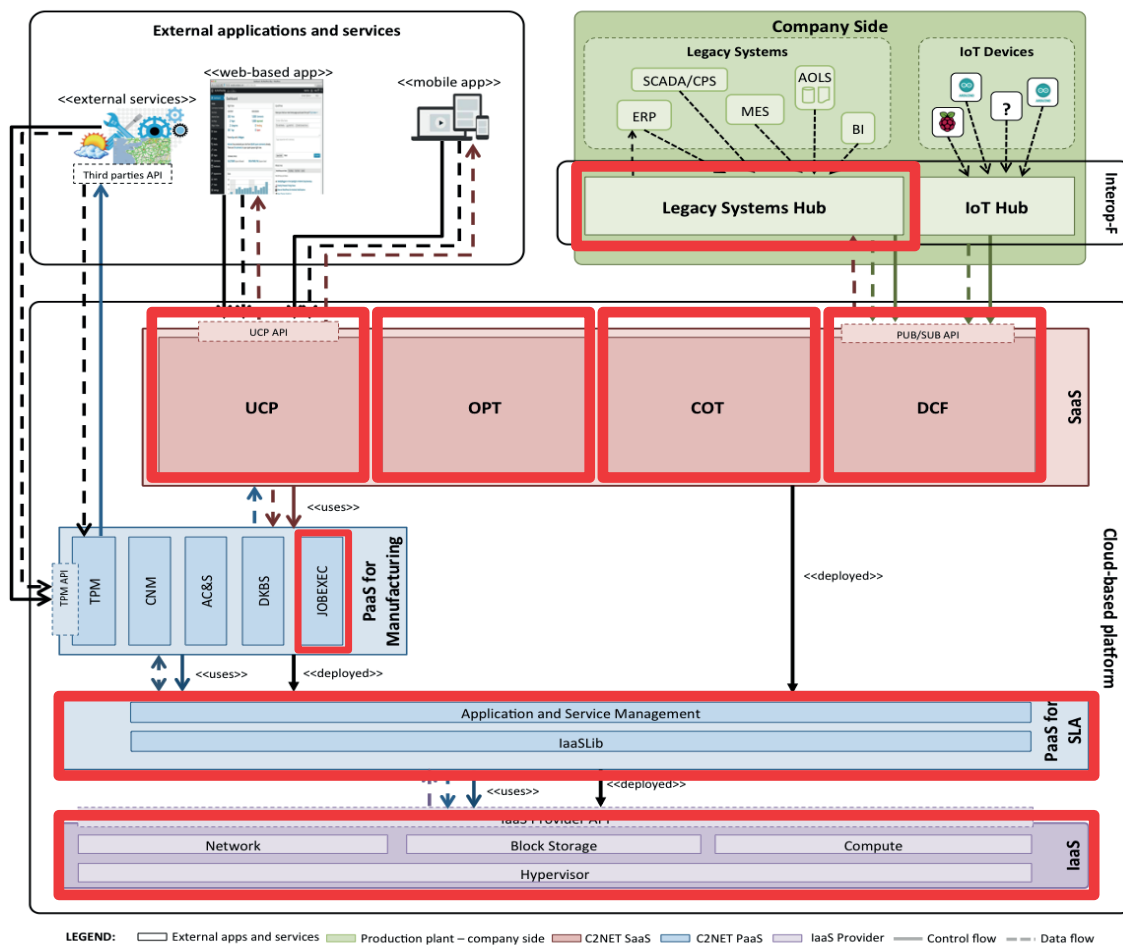 External applications and services
<<web-based app>>
<<mobile app>>
<<external services>>
Third parties API
Company Side
Legacy Systems
IoT Devices
SCADA/CPS
AOLS
ERP
MES
BI
?
Legacy Systems Hub
IoT Hub
Interop-F
UCP API
PUB/SUB API
UCP
OPT
COT
DCF
SaaS
<<uses>>
TPM API
TPM
CNM
AC&S
DKBS
JOBEXEC
PaaS for
Manufacturing
<<deployed>>
Cloud-based platform
<<uses>>
<<deployed>>
Application and Service Management
IaaSLib
PaaS for
SLA
<<uses>>
<<deployed>>
IaaS Provider API
Network
Block Storage
Compute
Hypervisor
IaaS
LEGEND:
External apps and services
Production plant – company side
C2NET SaaS
C2NET PaaS
IaaS Provider
Control flow
Data flow